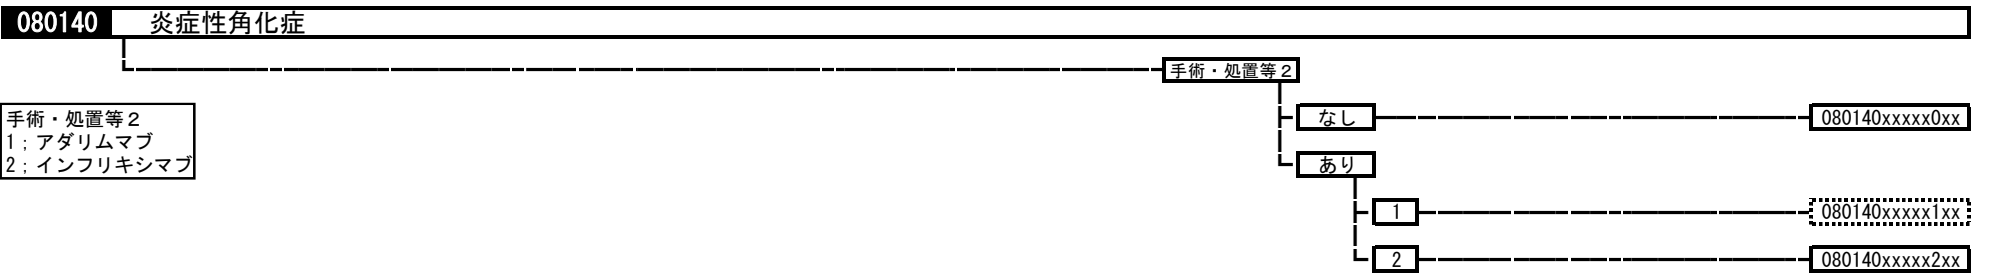 080140 炎症性角化症
手術・処置等２
手術・処置等２
1；アダリムマブ
2；インフリキシマブ
なし 080140xxxxx0xx
あり
1 080140xxxxx1xx
2 080140xxxxx2xx